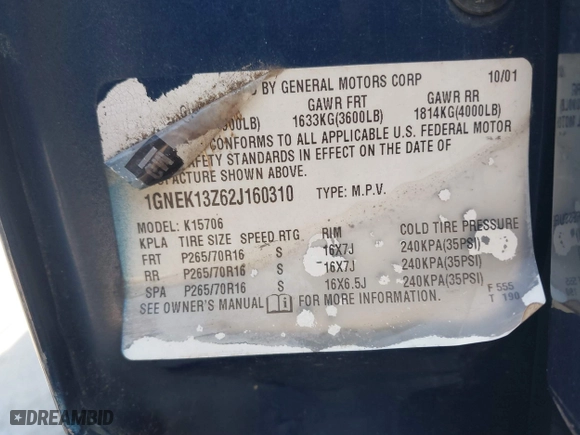 D BY GENERAL MOTORS CORP 10/01
GAWR FRT GAWR RR
00LB) 1633KG(3600LB) 1814KG(4000LB)
CONFORMS TO ALL APPLICABLE U.S. FEDERAL MOTOR
SAFETY STANDARDS IN EFFECT ON THE DATE OF
FACTURE SHOWN ABOVE.
1GNEK13Z62J160310 TYPE: M.P.V.
MODEL: K15706
KPLA TIRE SIZE SPEED RTG RIM COLD TIRE PRESSURE
FRT P265/70R16 S 16X7J 240KPA(35PSI)
RR P265/70R16 S 16X7J 240KPA(35PSI)
SPA P265/70R16 S 16X6.5J 240KPA(35PSI)
SEE OWNER'S MANUAL FOR MORE INFORMATION.
F 555
T 190
DREAMBID